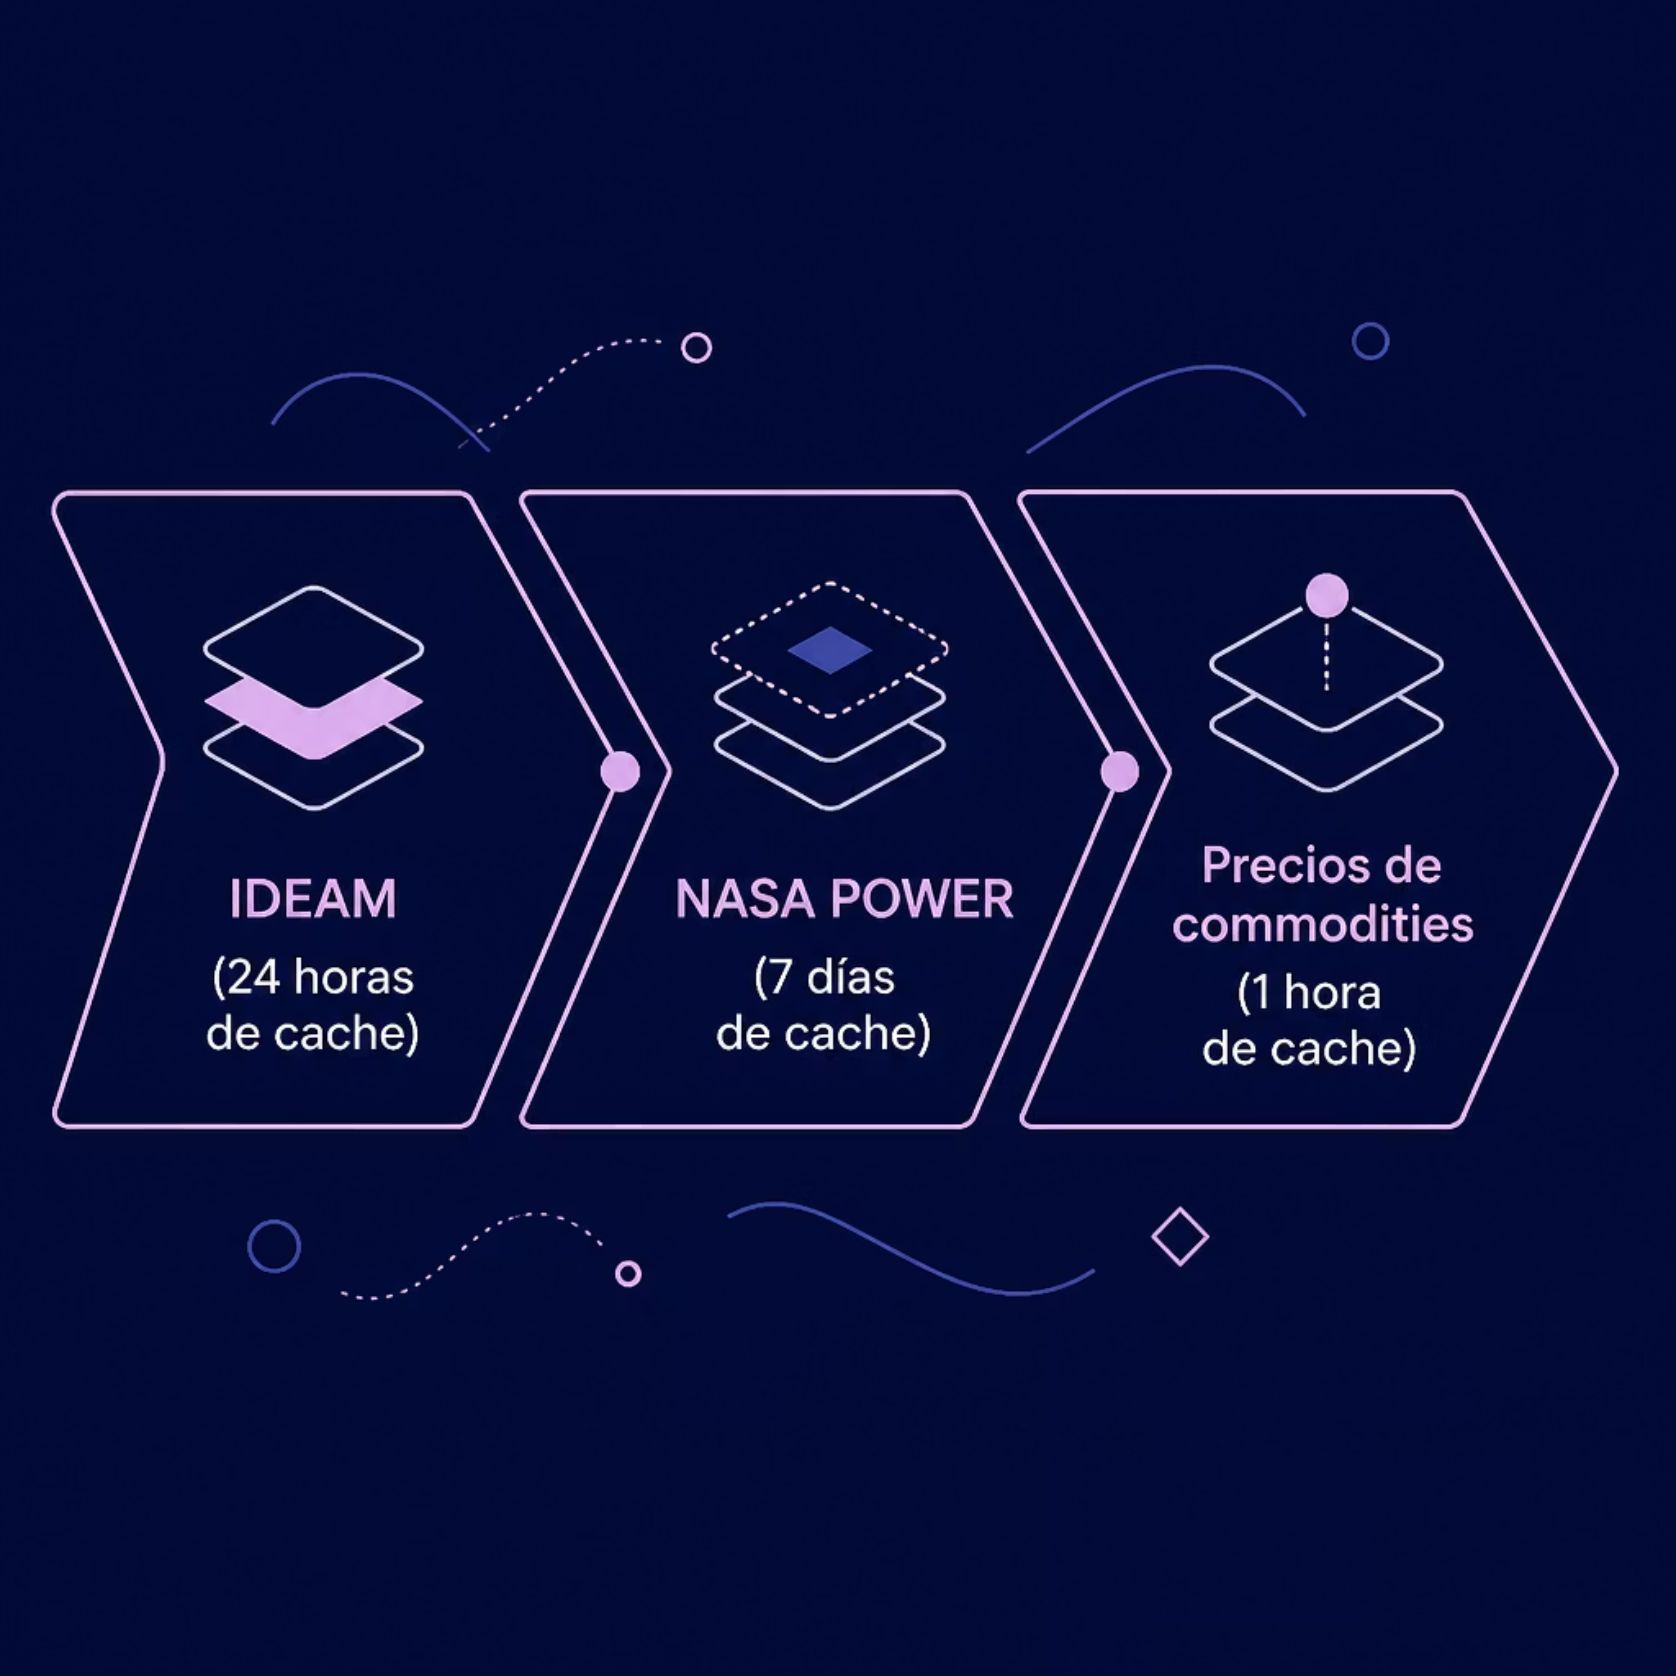 IDEAM
(24 horas
de cache)
NASA POWER
(7 días
de cache)
Precios de
commodities
(1 hora
de cache)